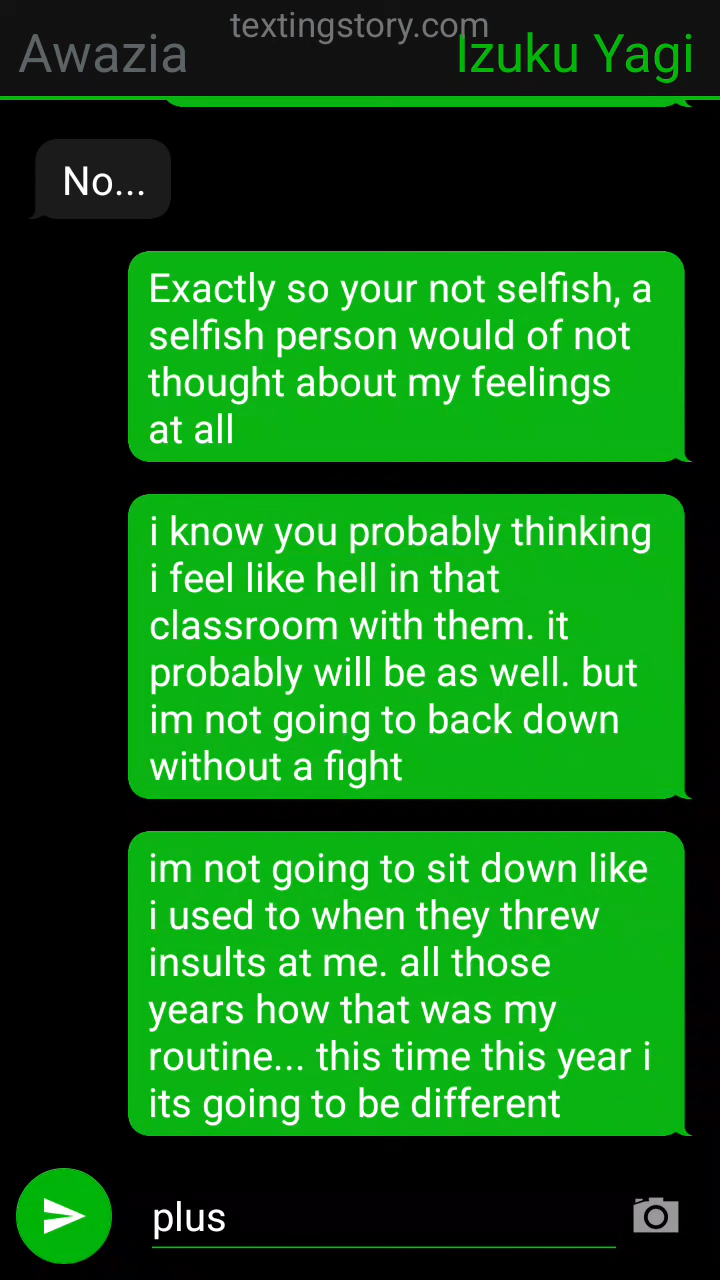 textingstory.com
Awazia
Izuku Yagi
No...
Exactly so your not selfish, a
selfish person would of not
thought about my feelings
at all
i know you probably thinking
i feel like hell in that
classroom with them. it
probably will be as well. but
im not going to back down
without a fight
im not going to sit down like
i used to when they threw
insults at me. all those
years how that was my
routine... this time this year i
its going to be different
plus